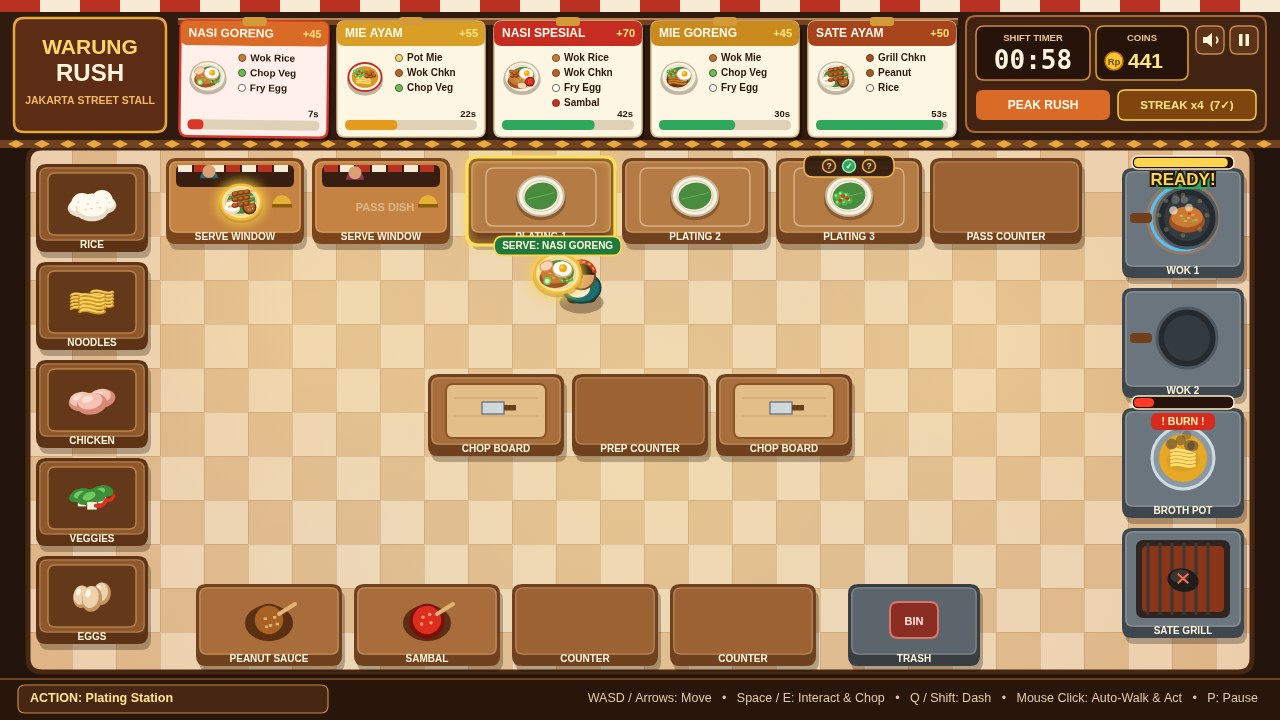 WARUNG
RUSH
JAKARTA STREET STALL
NASI GORENG +45
Wok Rice
Chop Veg
Fry Egg
7s
MIE AYAM +55
Pot Mie
Wok Chkn
Chop Veg
22s
NASI SPESIAL +70
Wok Rice
Wok Chkn
Fry Egg
Sambal
42s
MIE GORENG +45
Wok Mie
Chop Veg
Fry Egg
30s
SATE AYAM +50
Grill Chkn
Peanut
Rice
53s
SHIFT TIMER
00:58
COINS
Rp 441
PEAK RUSH
STREAK x4 (7✓)
RICE
NOODLES
CHICKEN
VEGGIES
EGGS
SERVE WINDOW
PASS DISH
SERVE WINDOW
PLATING 1
SERVE: NASI GORENG
PLATING 2
? ✓ ?
PLATING 3
PASS COUNTER
READY!
WOK 1
WOK 2
! BURN !
BROTH POT
SATE GRILL
CHOP BOARD
PREP COUNTER
CHOP BOARD
PEANUT SAUCE
SAMBAL
COUNTER
COUNTER
BIN
TRASH
ACTION: Plating Station
WASD / Arrows: Move • Space / E: Interact & Chop • Q / Shift: Dash • Mouse Click: Auto-Walk & Act • P: Pause